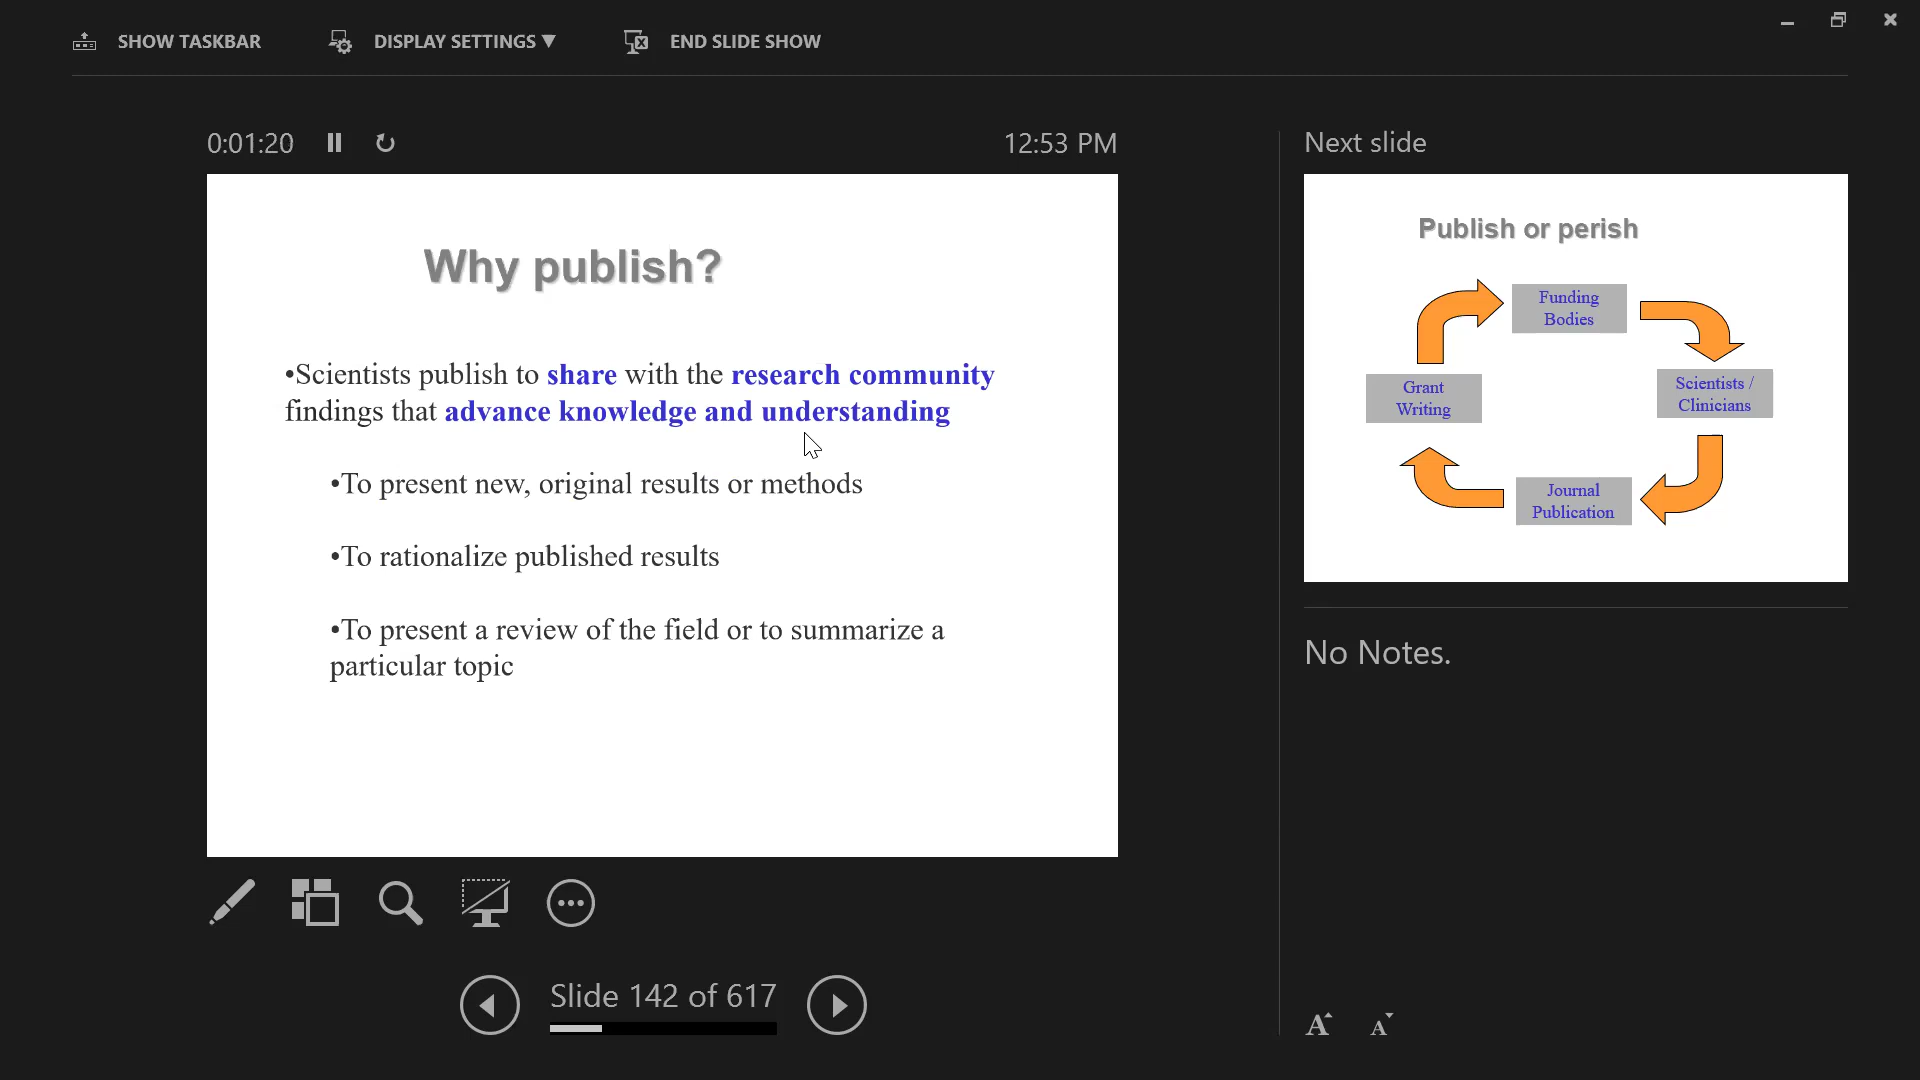 SHOW TASKBAR
DISPLAY SETTINGS ▼
END SLIDE SHOW
0:01:20
12:53 PM
Why publish?
•Scientists publish to share with the research community
findings that advance knowledge and understanding
•To present new, original results or methods
•To rationalize published results
•To present a review of the field or to summarize a
particular topic
Slide 142 of 617
Next slide
Publish or perish
Funding
Bodies
Scientists /
Clinicians
Journal
Publication
Grant
Writing
No Notes.
A
A